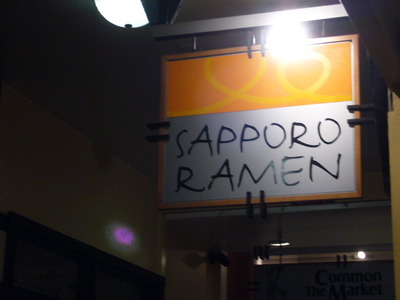 SAPPORO
RAMEN
Common
The Market